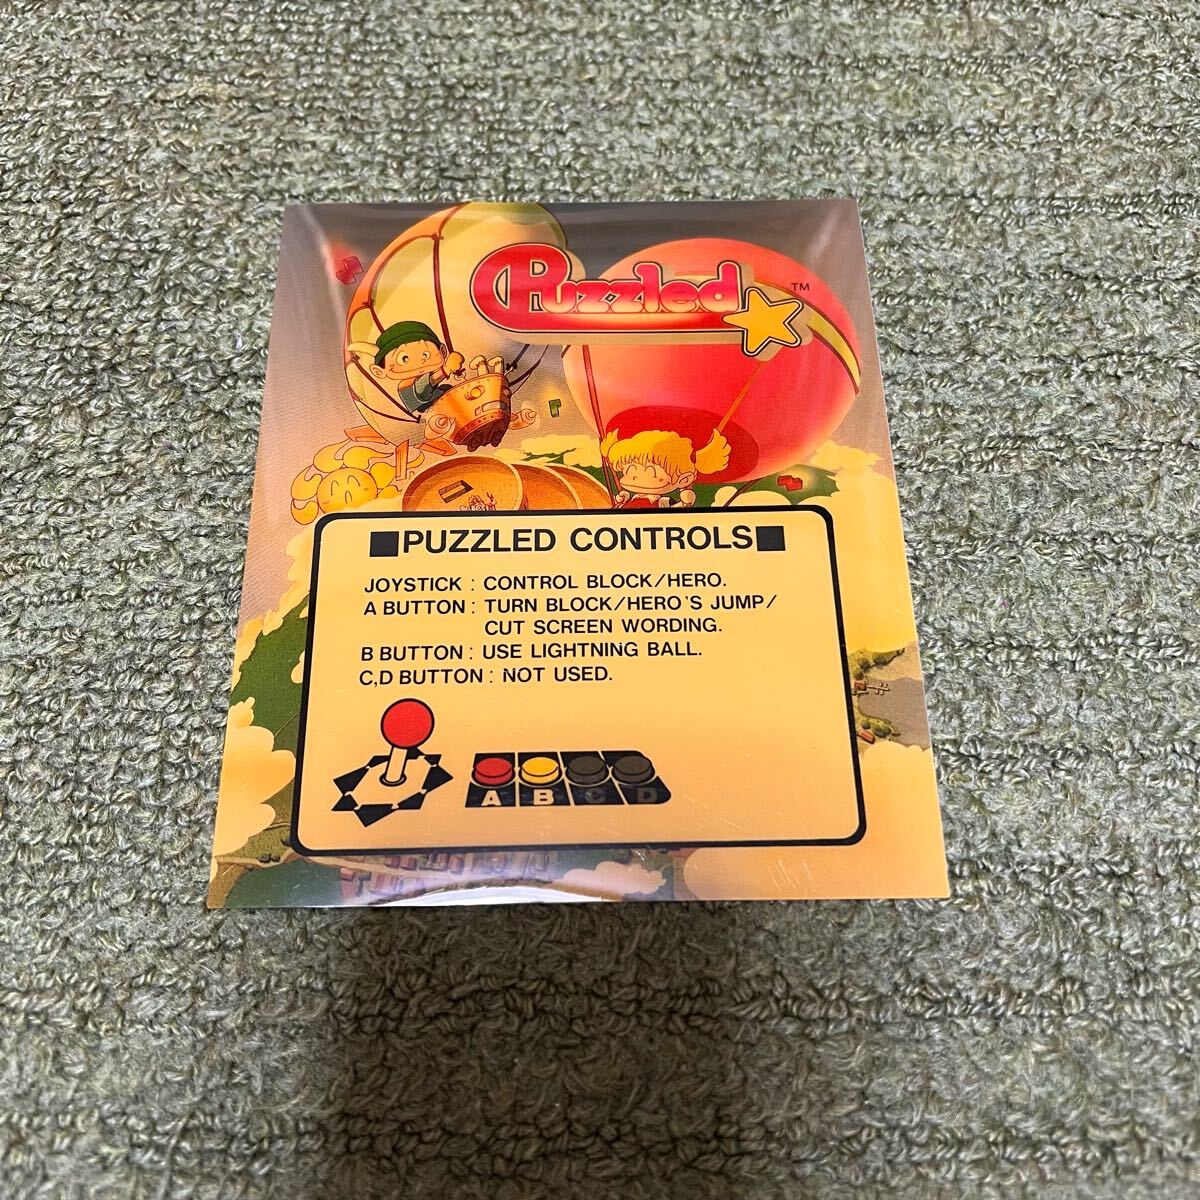 Puzzled
TM
■PUZZLED CONTROLS■
JOYSTICK : CONTROL BLOCK/HERO.
A BUTTON : TURN BLOCK/HERO'S JUMP/
CUT SCREEN WORDING.
B BUTTON : USE LIGHTNING BALL.
C,D BUTTON : NOT USED.
A B C D